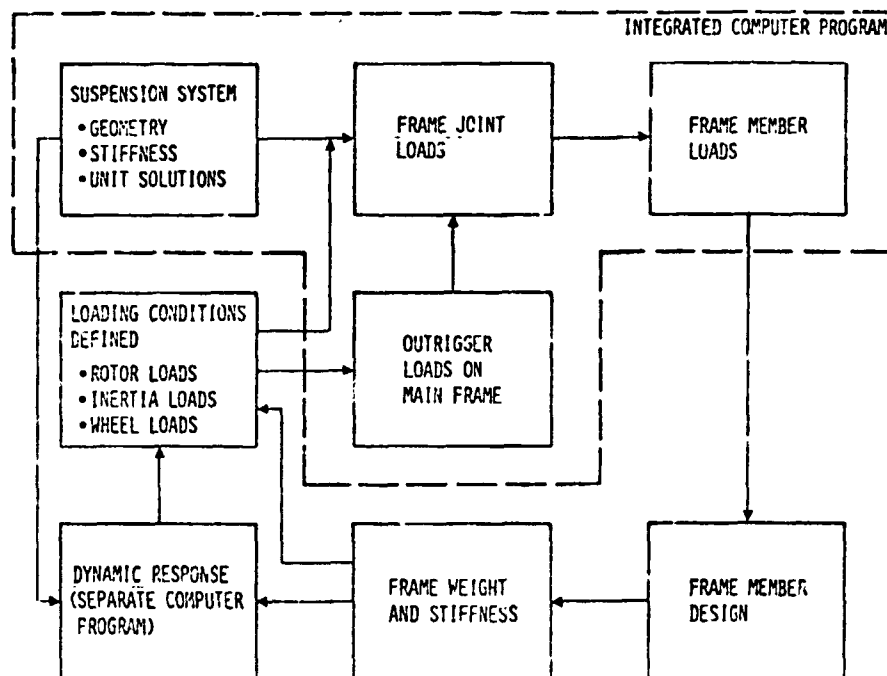 INTEGRATED COMPUTER PROGRAM
SUSPENSION SYSTEM
• GEOMETRY
• STIFFNESS
• UNIT SOLUTIONS
FRAME JOINT
LOADS
FRAME MEMBER
LOADS
LOADING CONDITIONS
DEFINED
• ROTOR LOADS
• INERTIA LOADS
• WHEEL LOADS
OUTRIGGER
LOADS ON
MAIN FRAME
DYNAMIC RESPONSE
(SEPARATE COMPUTER
PROGRAM)
FRAME WEIGHT
AND STIFFNESS
FRAME MEMBER
DESIGN